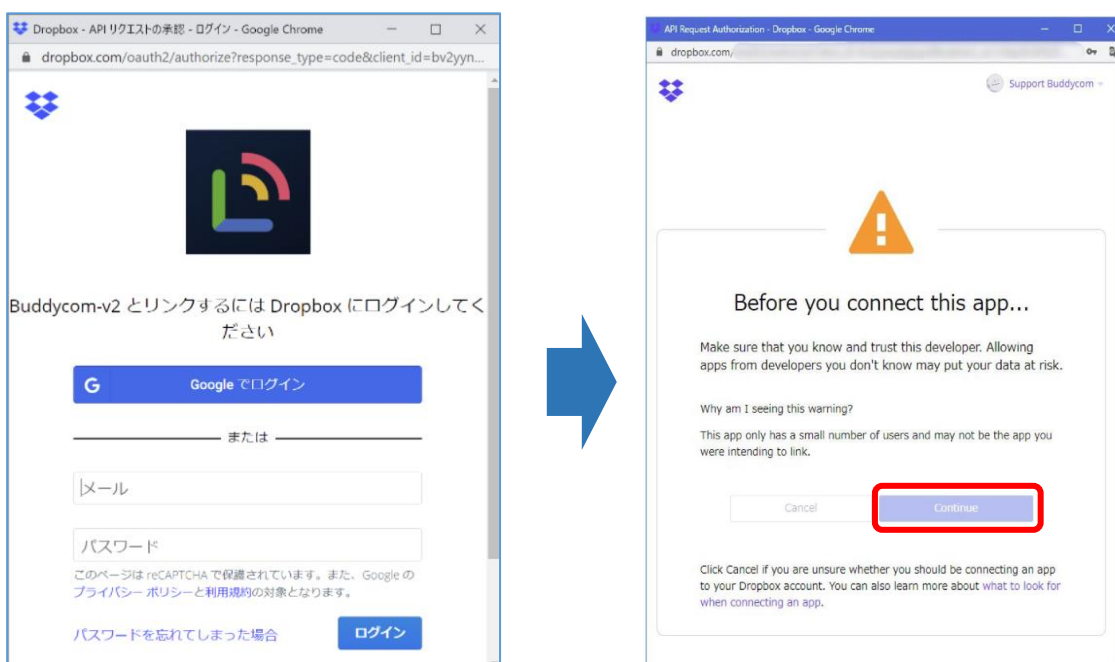 Dropbox - API リクエストの承認 - ログイン - Google Chrome
dropbox.com/oauth2/authorize?response_type=code&client_id=bv2yyn...
Buddycom-v2 とリンクするには Dropbox にログインしてく
ださい
G Google でログイン
または
メール
パスワード
このページは reCAPTCHA で保護されています。また、Google の
プライバシー ポリシーと利用規約の対象となります。
パスワードを忘れてしまった場合
ログイン
API Request Authorization - Dropbox - Google Chrome
dropbox.com/
Support Buddycom
Before you connect this app...
Make sure that you know and trust this developer. Allowing
apps from developers you don't know may put your data at risk.
Why am I seeing this warning?
This app only has a small number of users and may not be the app you
were intending to link.
Cancel
Continue
Click Cancel if you are unsure whether you should be connecting an app
to your Dropbox account. You can also learn more about what to look for
when connecting an app.